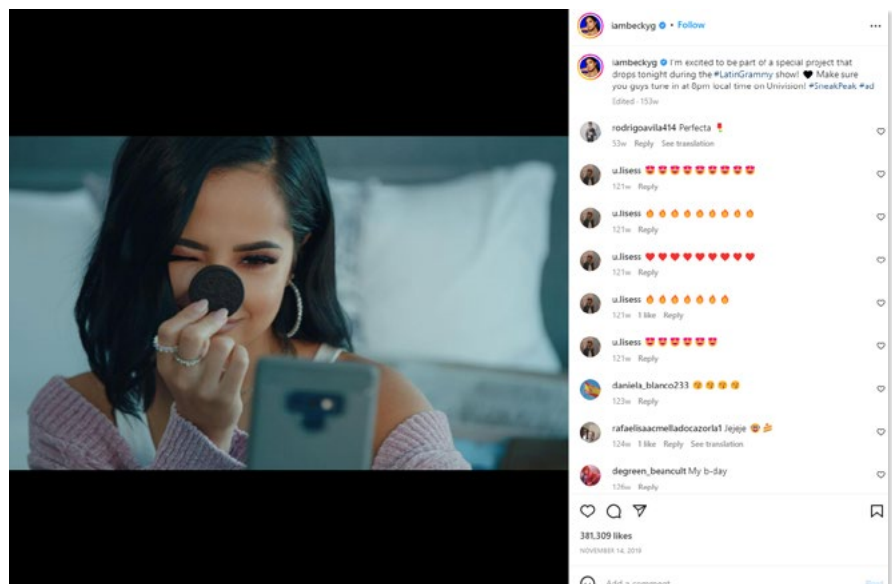 iambeckyg • Follow
iambeckyg I'm excited to be part of a special project that
drops tonight during the #LatinGrammy show! 🖤 Make sure
you guys tune in at 8pm local time on Univision! #SneakPeak #ad
Edited · 153w
rodrigoavila414 Perfecta 🌹
53w Reply See translation
u.lisess 😍😍😍😍😍😍😍😍😍
121w Reply
u.lisess 🔥🔥🔥🔥🔥🔥🔥🔥🔥
121w Reply
u.lisess ❤️❤️❤️❤️❤️❤️❤️❤️❤️
121w Reply
u.lisess 🔥🔥🔥🔥🔥🔥🔥
121w 1 like Reply
u.lisess 😍😍😍😍😍😍
121w Reply
daniela_blanco233 😘😘😘😘
123w Reply
rafaelisaacmelladocazorla1 Jejeje
124w 1 like Reply See translation
degreen_beancult My b-day
126w Reply
381,309 likes
NOVEMBER 14, 2019
Add a comment...
Post